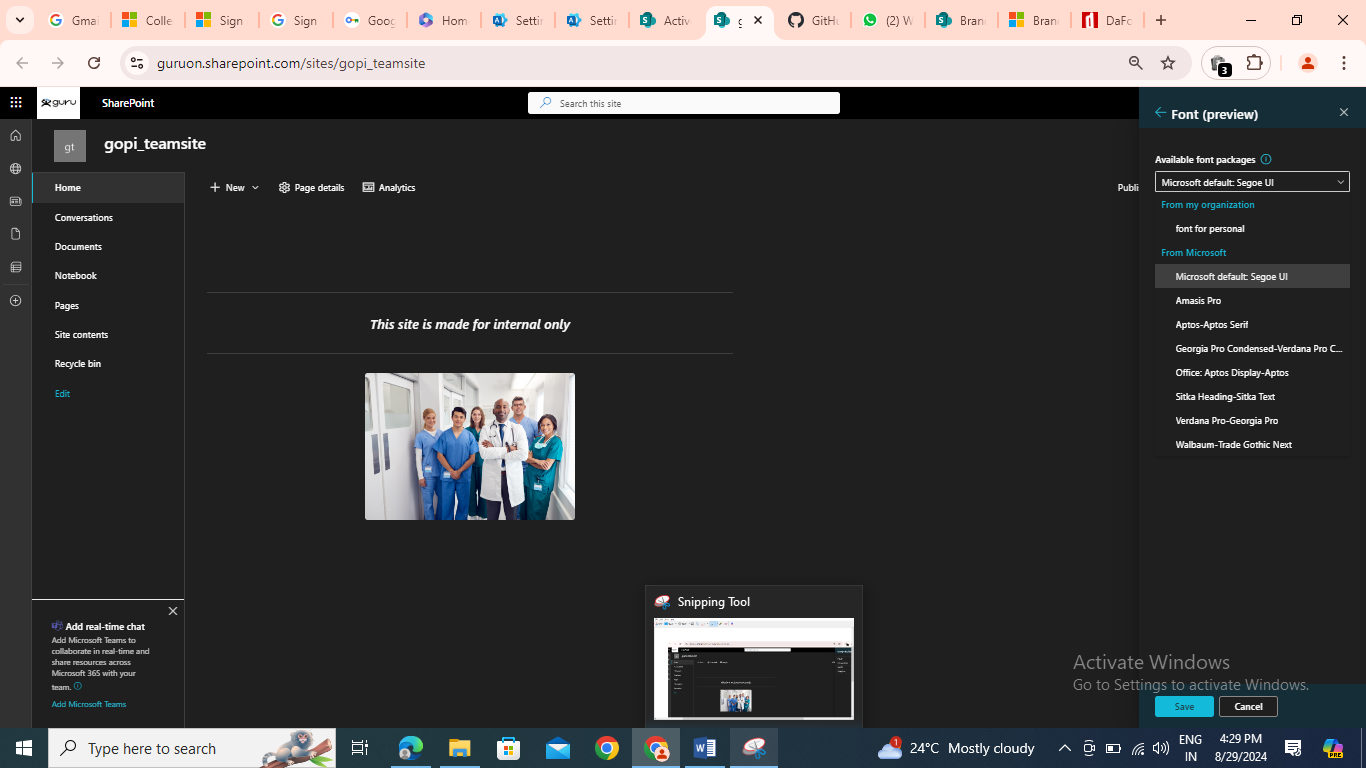 Gmai
Colle
Sign
Sign
Goog
Hom
Settin
Settin
Active
g
GitHu
(2) W
Brand
Bran
DaFo
guruon.sharepoint.com/sites/gopi_teamsite
3
guru
SharePoint
Search this site
Font (preview)
gt
gopi_teamsite
Available font packages
Microsoft default: Segoe UI
Home
New
Page details
Analytics
Publi
From my organization
Conversations
font for personal
Documents
From Microsoft
Notebook
Microsoft default: Segoe UI
Pages
Amasis Pro
This site is made for internal only
Aptos-Aptos Serif
Site contents
Georgia Pro Condensed-Verdana Pro C...
Recycle bin
Office: Aptos Display-Aptos
Edit
Sitka Heading-Sitka Text
Verdana Pro-Georgia Pro
Walbaum-Trade Gothic Next
Snipping Tool
Add real-time chat
Add Microsoft Teams to
collaborate in real-time and
share resources across
Microsoft 365 with your
team.
Add Microsoft Teams
Activate Windows
Go to Settings to activate Windows.
Save
Cancel
Type here to search
1
24°C Mostly cloudy
ENG
IN
4:29 PM
8/29/2024
PRE